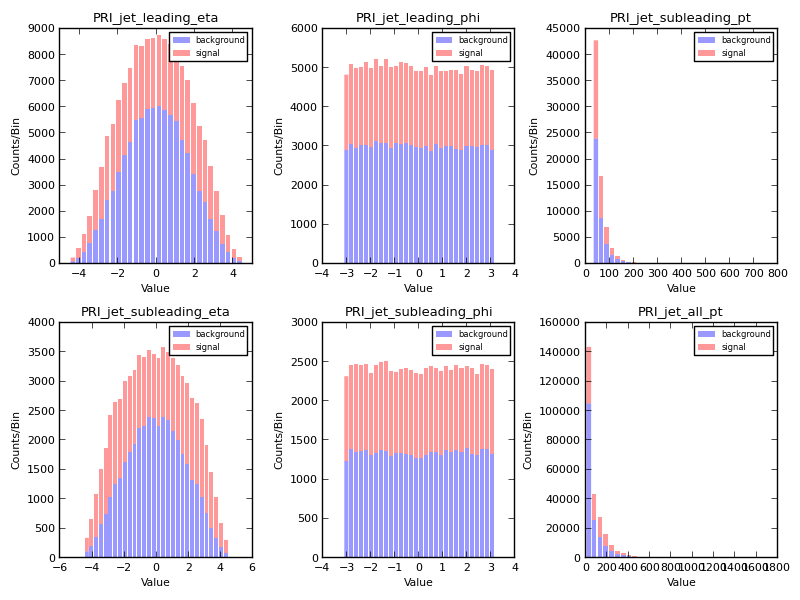 PRI_jet_leading_eta
9000
8000
7000
6000
5000
4000
3000
2000
1000
0
Counts/Bin
background
signal
−4 −2 0 2 4
Value
PRI_jet_leading_phi
6000
5000
4000
3000
2000
1000
0
Counts/Bin
background
signal
−4 −3 −2 −1 0 1 2 3 4
Value
PRI_jet_subleading_pt
45000
40000
35000
30000
25000
20000
15000
10000
5000
0
Counts/Bin
background
signal
0 100 200 300 400 500 600 700 800
Value
PRI_jet_subleading_eta
4000
3500
3000
2500
2000
1500
1000
500
0
Counts/Bin
background
signal
−6 −4 −2 0 2 4 6
Value
PRI_jet_subleading_phi
3000
2500
2000
1500
1000
500
0
Counts/Bin
background
signal
−4 −3 −2 −1 0 1 2 3 4
Value
PRI_jet_all_pt
160000
140000
120000
100000
80000
60000
40000
20000
0
Counts/Bin
background
signal
0 200 400 600 800 1000 1200 1400 1600 1800
Value